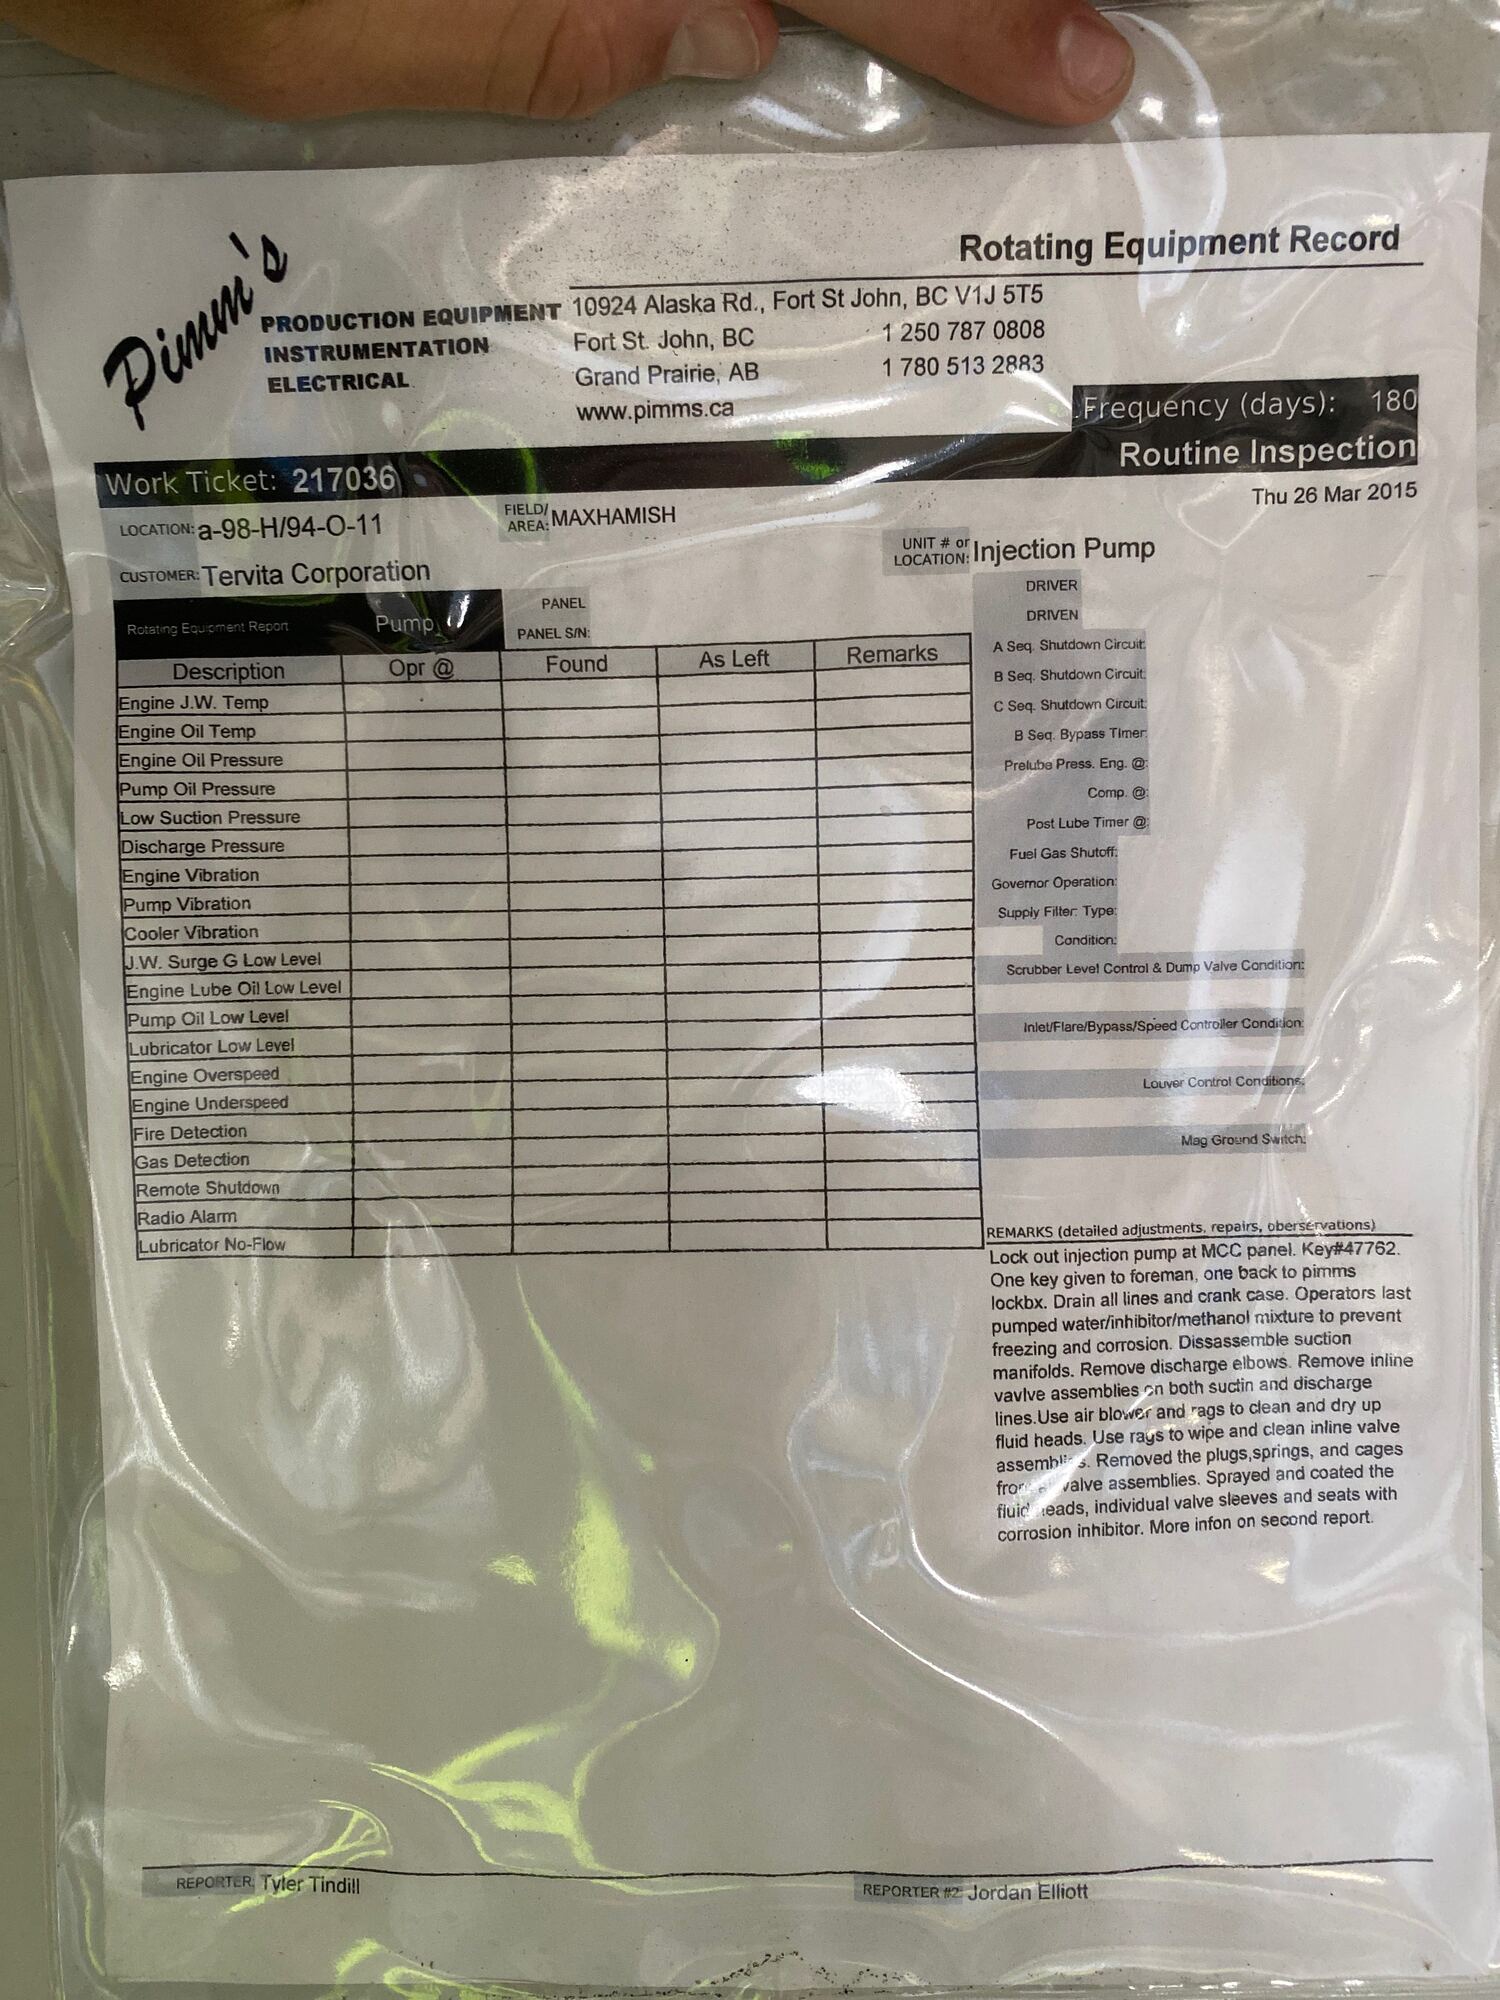 Rotating Equipment Record
Pimm's
PRODUCTION EQUIPMENT
INSTRUMENTATION
ELECTRICAL
10924 Alaska Rd., Fort St John, BC V1J 5T5
Fort St. John, BC 1 250 787 0808
Grand Prairie, AB 1 780 513 2883
www.pimms.ca
Frequency (days): 180
Work Ticket: 217036
Routine Inspection
Thu 26 Mar 2015
LOCATION: a-98-H/94-O-11
FIELD/
AREA: MAXHAMISH
CUSTOMER: Tervita Corporation
UNIT # or
LOCATION: Injection Pump
Rotating Equipment Report Pump
PANEL
PANEL S/N:
DRIVER
DRIVEN
Description Opr @ Found As Left Remarks
Engine J.W. Temp
Engine Oil Temp
Engine Oil Pressure
Pump Oil Pressure
Low Suction Pressure
Discharge Pressure
Engine Vibration
Pump Vibration
Cooler Vibration
J.W. Surge G Low Level
Engine Lube Oil Low Level
Pump Oil Low Level
Lubricator Low Level
Engine Overspeed
Engine Underspeed
Fire Detection
Gas Detection
Remote Shutdown
Radio Alarm
Lubricator No-Flow
A Seq. Shutdown Circuit:
B Seq. Shutdown Circuit:
C Seq. Shutdown Circuit:
B Seq. Bypass Timer:
Prelube Press. Eng. @:
Comp. @:
Post Lube Timer @:
Fuel Gas Shutoff:
Governor Operation:
Supply Filter: Type:
Condition:
Scrubber Level Control & Dump Valve Condition:
Inlet/Flare/Bypass/Speed Controller Condition:
Louver Control Conditions:
Mag Ground Switch:
REMARKS (detailed adjustments, repairs, oberservations)
Lock out injection pump at MCC panel. Key#47762.
One key given to foreman, one back to pimms
lockbx. Drain all lines and crank case. Operators last
pumped water/inhibitor/methanol mixture to prevent
freezing and corrosion. Dissassemble suction
manifolds. Remove discharge elbows. Remove inline
vavlve assemblies on both suctin and discharge
lines.Use air blower and rags to clean and dry up
fluid heads. Use rags to wipe and clean inline valve
Removed the plugs,springs, and cages
valve assemblies. Sprayed and coated the
fluid heads, individual valve sleeves and seats with
corrosion inhibitor. More infon on second report.
REPORTER: Tyler Tindill
REPORTER #2: Jordan Elliott